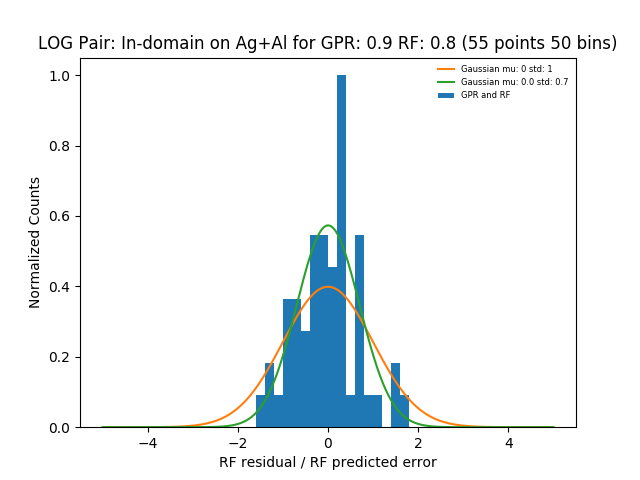 LOG Pair: In-domain on Ag+Al for GPR: 0.9 RF: 0.8 (55 points 50 bins)
Gaussian mu: 0 std: 1
Gaussian mu: 0.0 std: 0.7
GPR and RF
Normalized Counts
1.0
0.8
0.6
0.4
0.2
0.0
−4
−2
0
2
4
RF residual / RF predicted error